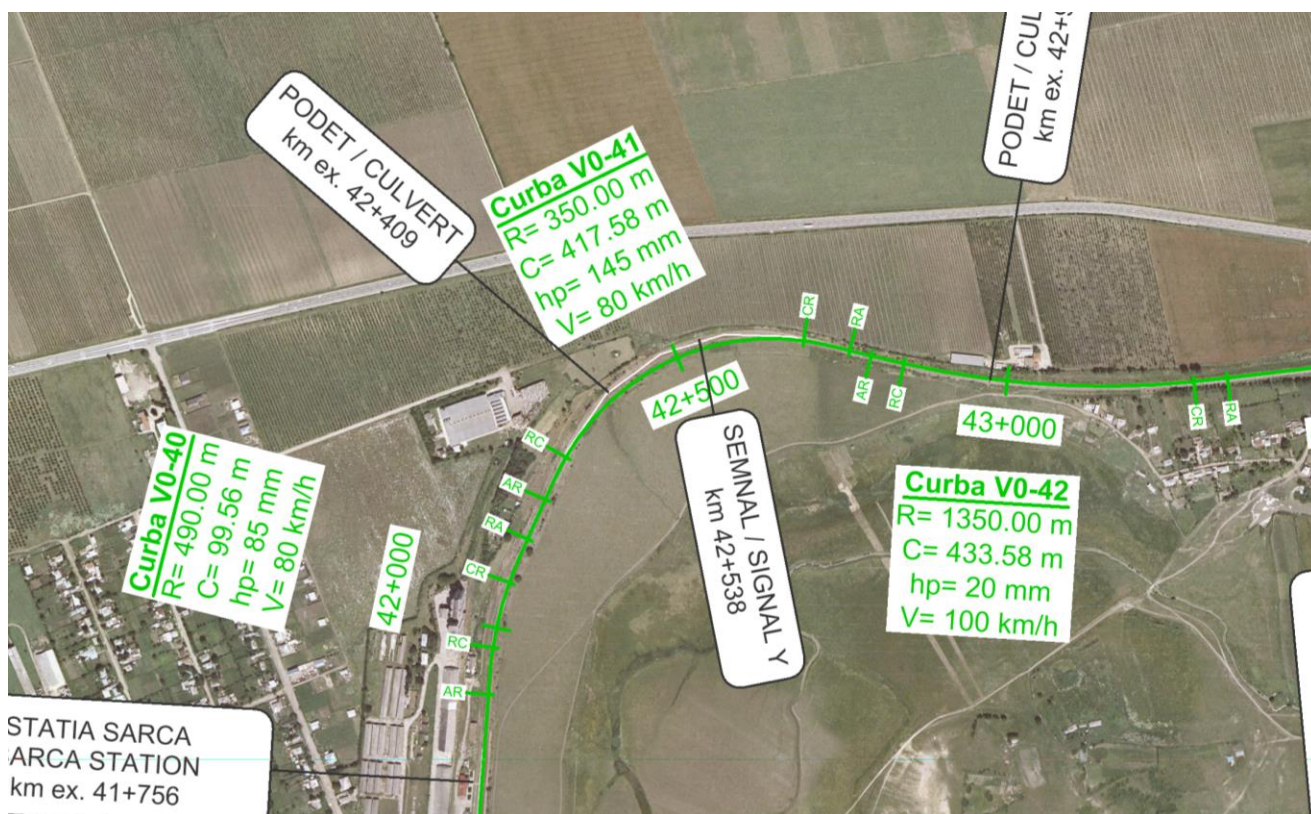 PODET / CULVERT
km ex. 42+409
Curba V0-41
R= 350.00 m
C= 417.58 m
hp= 145 mm
V= 80 km/h
PODET / CUL
km ex. 42+
CR
RA
AR
RC
42+500
43+000
CR
RA
SEMNAL / SIGNAL Y
km 42+538
Curba V0-42
R= 1350.00 m
C= 433.58 m
hp= 20 mm
V= 100 km/h
Curba V0-40
R= 490.00 m
C= 99.56 m
hp= 85 mm
V= 80 km/h
RC
AR
RA
CR
42+000
RC
AR
STATIA SARCA
SARCA STATION
km ex. 41+756